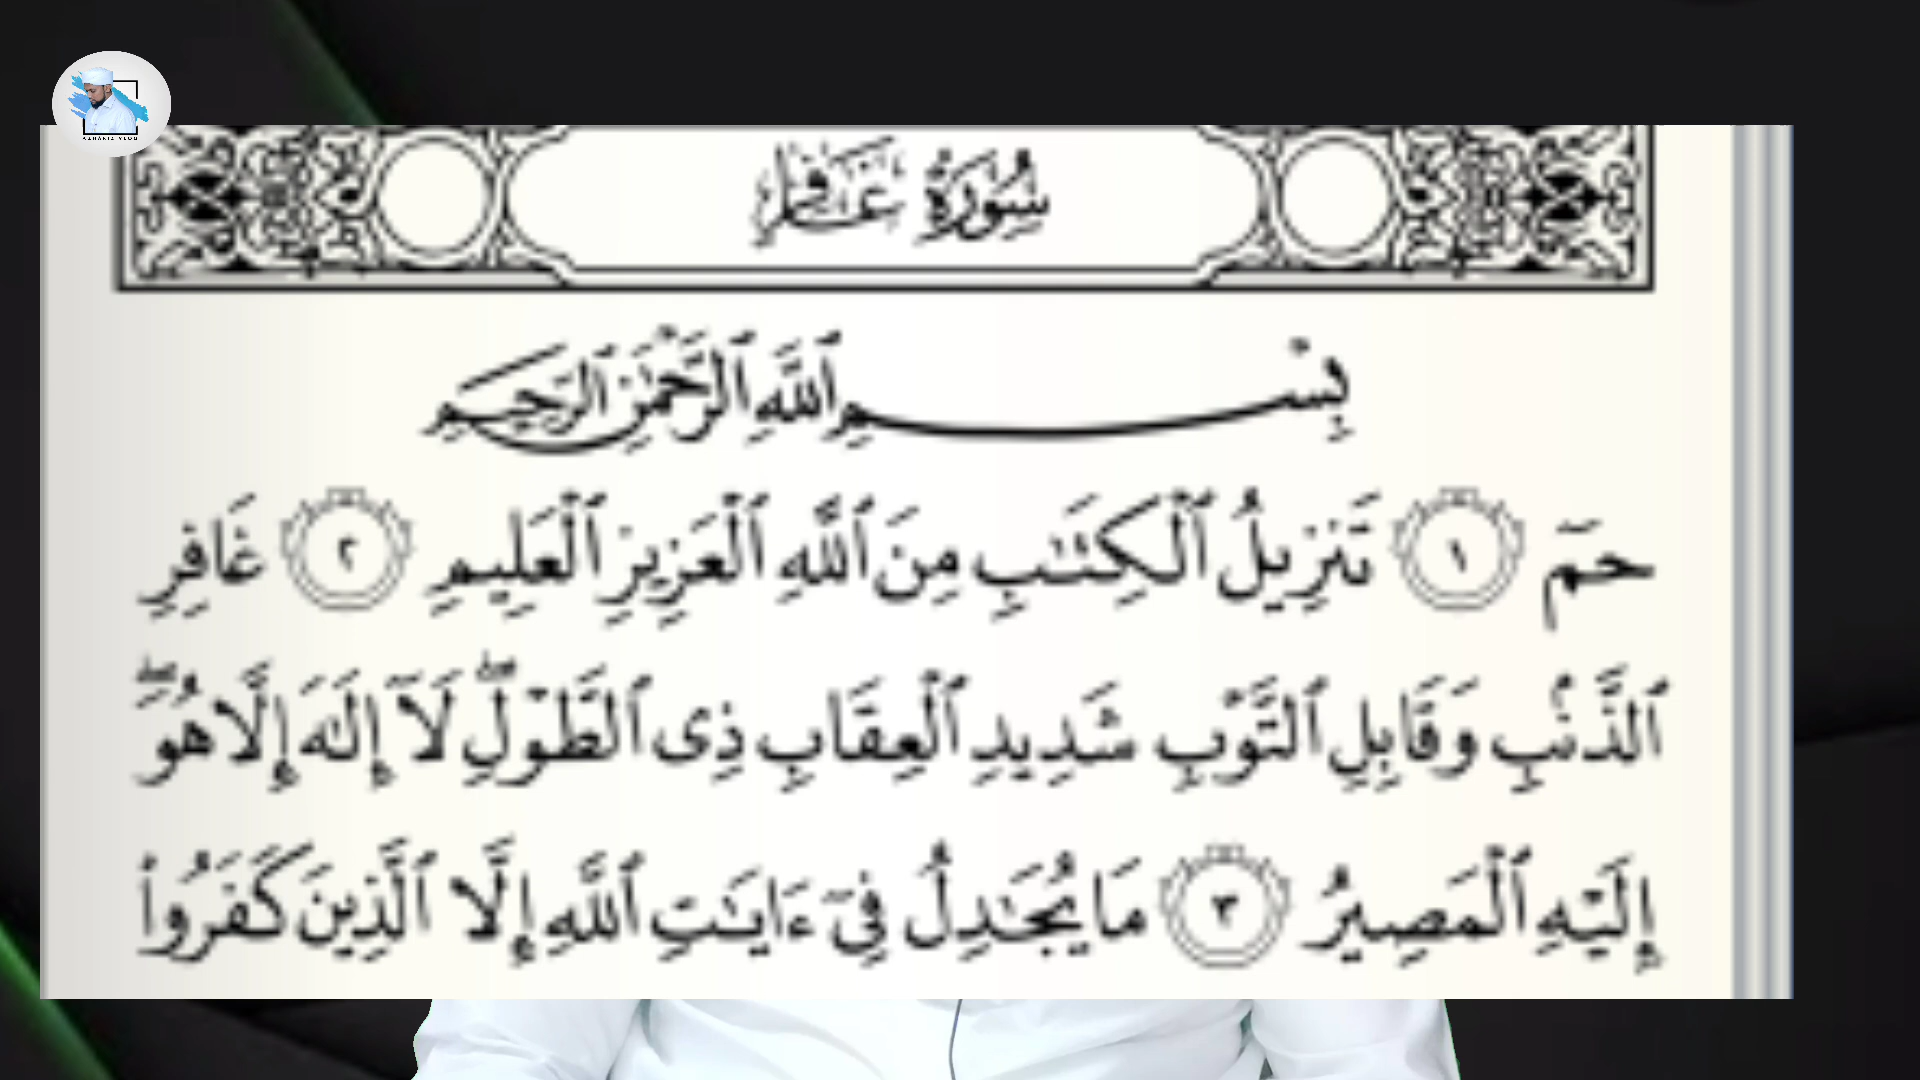 سُورَةُ غَافِرٍ
بِسْمِ ٱللَّهِ ٱلرَّحْمَٰنِ ٱلرَّحِيمِ
حمٓ ١ تَنزِيلُ ٱلْكِتَٰبِ مِنَ ٱللَّهِ ٱلْعَزِيزِ ٱلْعَلِيمِ ٢ غَافِرِ
ٱلذَّنۢبِ وَقَابِلِ ٱلتَّوْبِ شَدِيدِ ٱلْعِقَابِ ذِى ٱلطَّوْلِۖ لَآ إِلَٰهَ إِلَّا هُوَۖ
إِلَيْهِ ٱلْمَصِيرُ ٣ مَا يُجَٰدِلُ فِىٓ ءَايَٰتِ ٱللَّهِ إِلَّا ٱلَّذِينَ كَفَرُوا۟